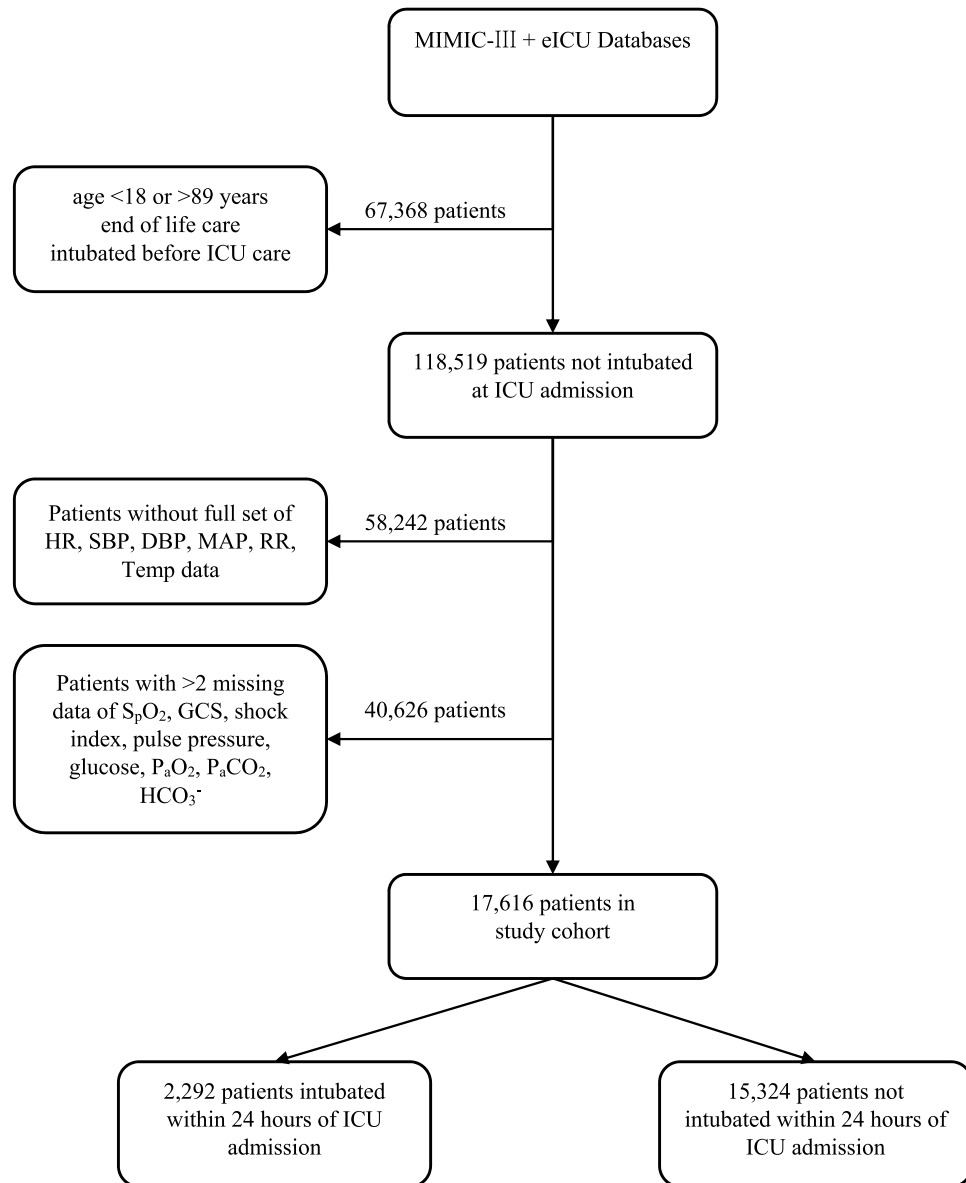 MIMIC-III + eICU Databases
age <18 or >89 years
end of life care
intubated before ICU care
67,368 patients
118,519 patients not intubated
at ICU admission
Patients without full set of
HR, SBP, DBP, MAP, RR,
Temp data
58,242 patients
Patients with >2 missing
data of SₚO₂, GCS, shock
index, pulse pressure,
glucose, PₐO₂, PₐCO₂,
HCO₃⁻
40,626 patients
17,616 patients in
study cohort
2,292 patients intubated
within 24 hours of ICU
admission
15,324 patients not
intubated within 24 hours of
ICU admission